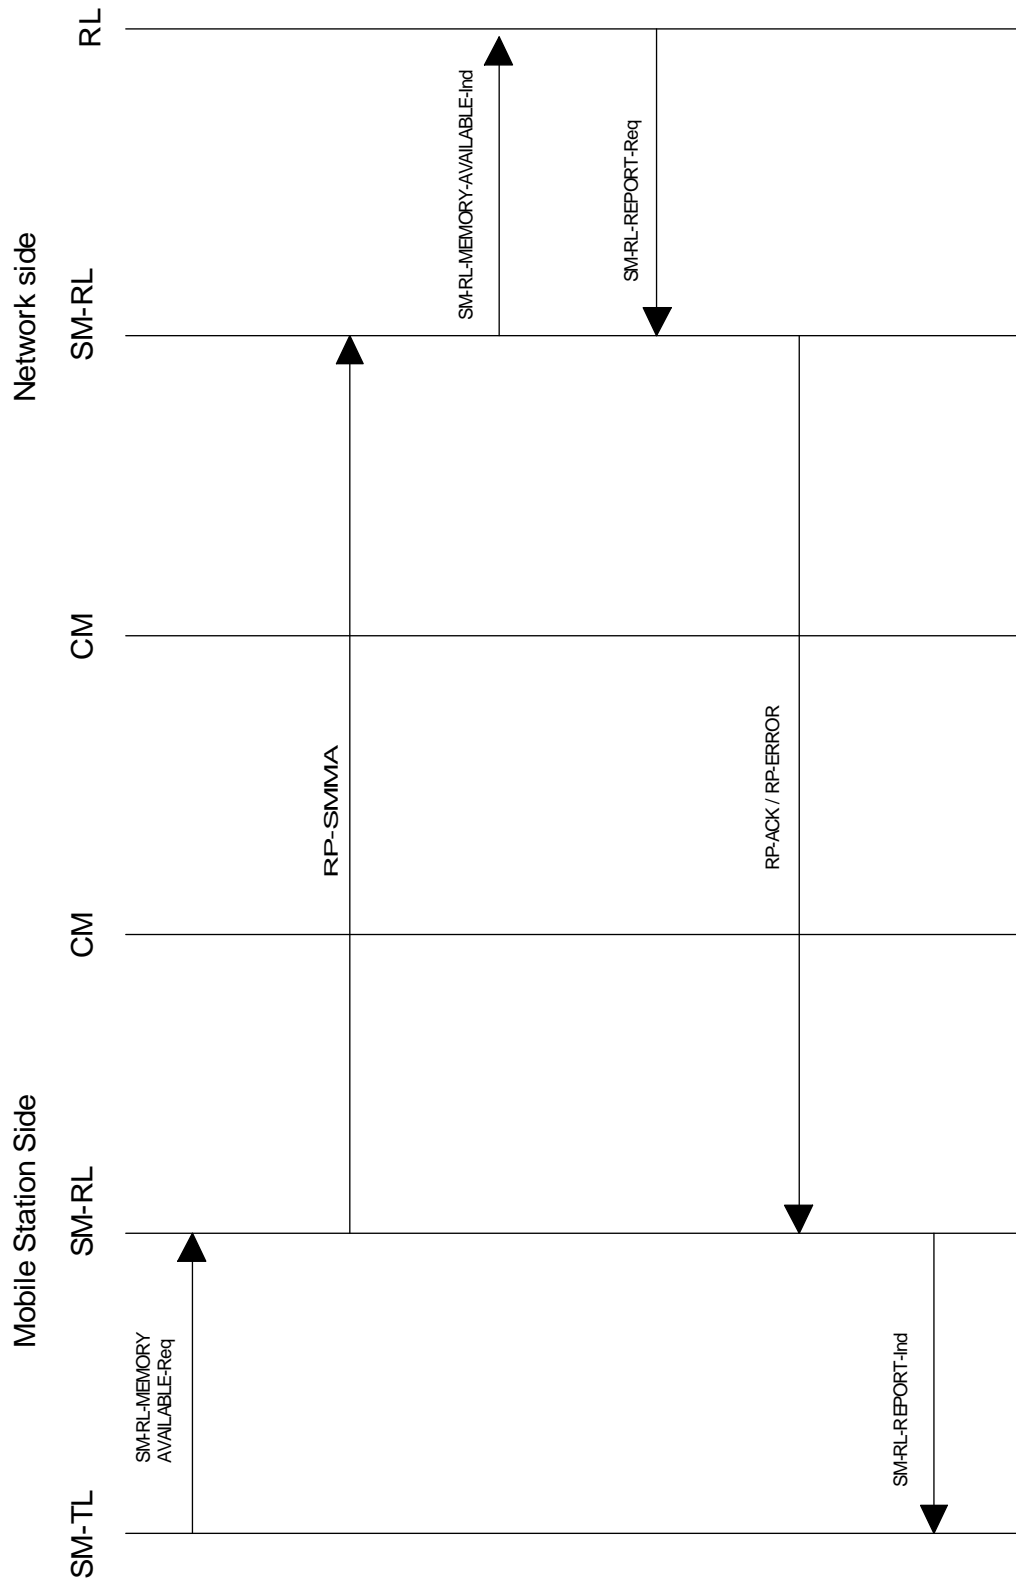 Mobile Station Side
Network side
SM-TL
SM-RL
CM
CM
SM-RL
RL
SM-RL-MEMORY
AVAILABLE-Req
RP-SMMA
SM-RL-MEMORY-AVAILABLE-Ind
SM-RL-REPORT-Req
RP-ACK / RP-ERROR
SM-RL-REPORT-Ind